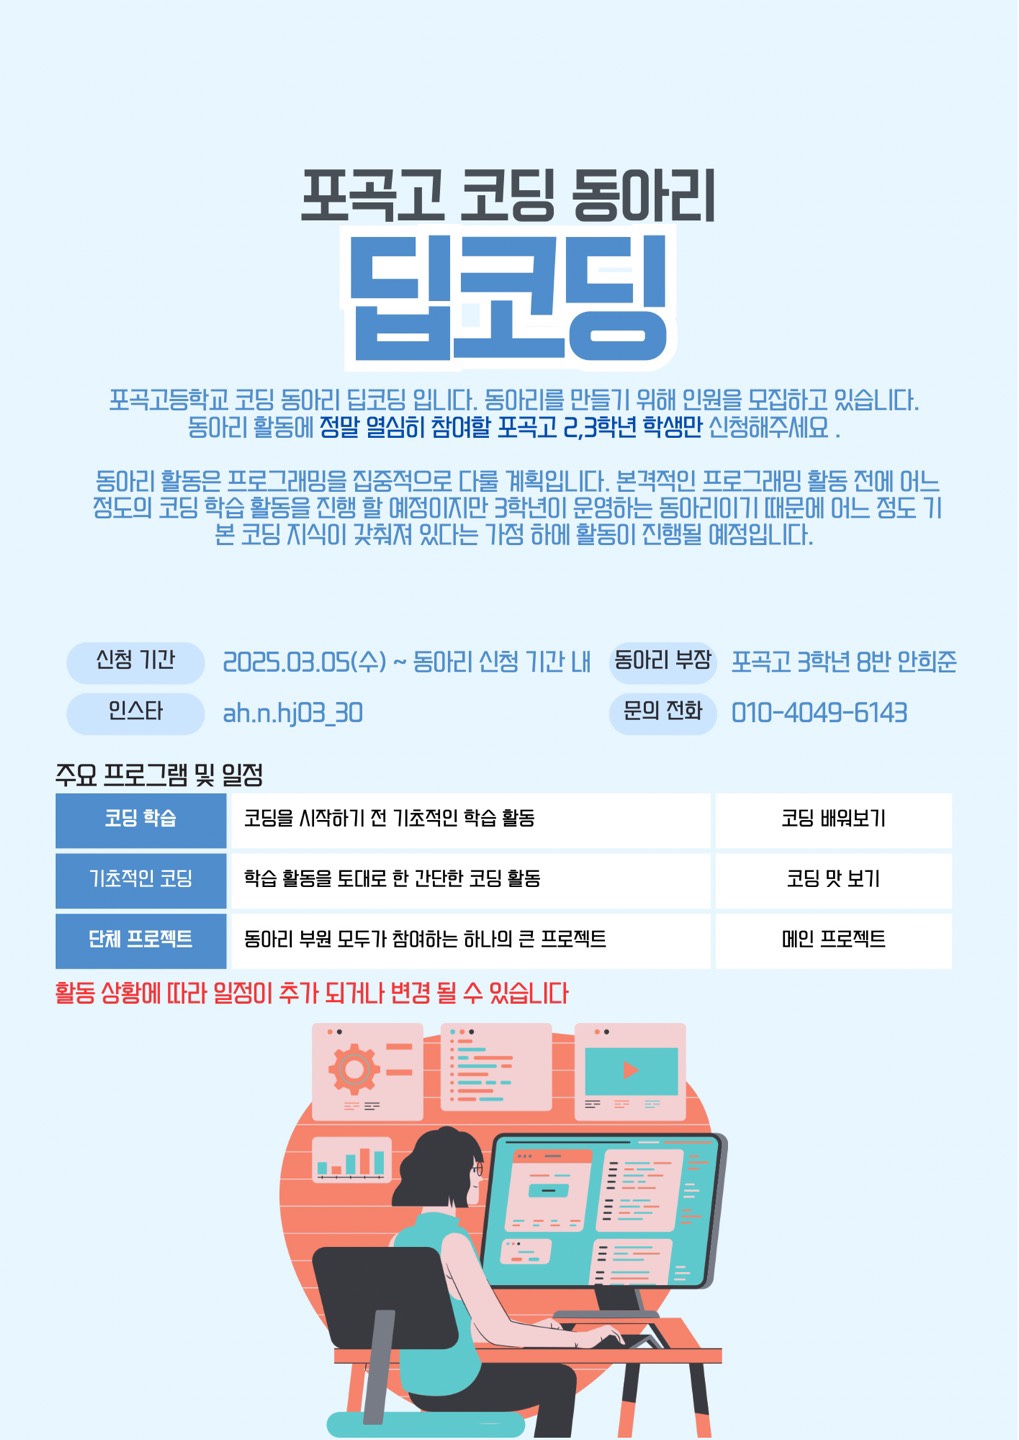 포곡고 코딩 동아리
딥코딩
포곡고등학교 코딩 동아리 딥코딩 입니다. 동아리를 만들기 위해 인원을 모집하고 있습니다.
동아리 활동에 정말 열심히 참여할 포곡고 2,3학년 학생만 신청해주세요 .
동아리 활동은 프로그래밍을 집중적으로 다룰 계획입니다. 본격적인 프로그래밍 활동 전에 어느
정도의 코딩 학습 활동을 진행 할 예정이지만 3학년이 운영하는 동아리이기 때문에 어느 정도 기
본 코딩 지식이 갖춰져 있다는 가정 하에 활동이 진행될 예정입니다.
신청 기간 2025.03.05(수) ~ 동아리 신청 기간 내 동아리 부장 포곡고 3학년 8반 안희준
인스타 ah.n.hj03_30 문의 전화 010-4049-6143
주요 프로그램 및 일정
코딩 학습 코딩을 시작하기 전 기초적인 학습 활동 코딩 배워보기
기초적인 코딩 학습 활동을 토대로 한 간단한 코딩 활동 코딩 맛 보기
단체 프로젝트 동아리 부원 모두가 참여하는 하나의 큰 프로젝트 메인 프로젝트
활동 상황에 따라 일정이 추가 되거나 변경 될 수 있습니다